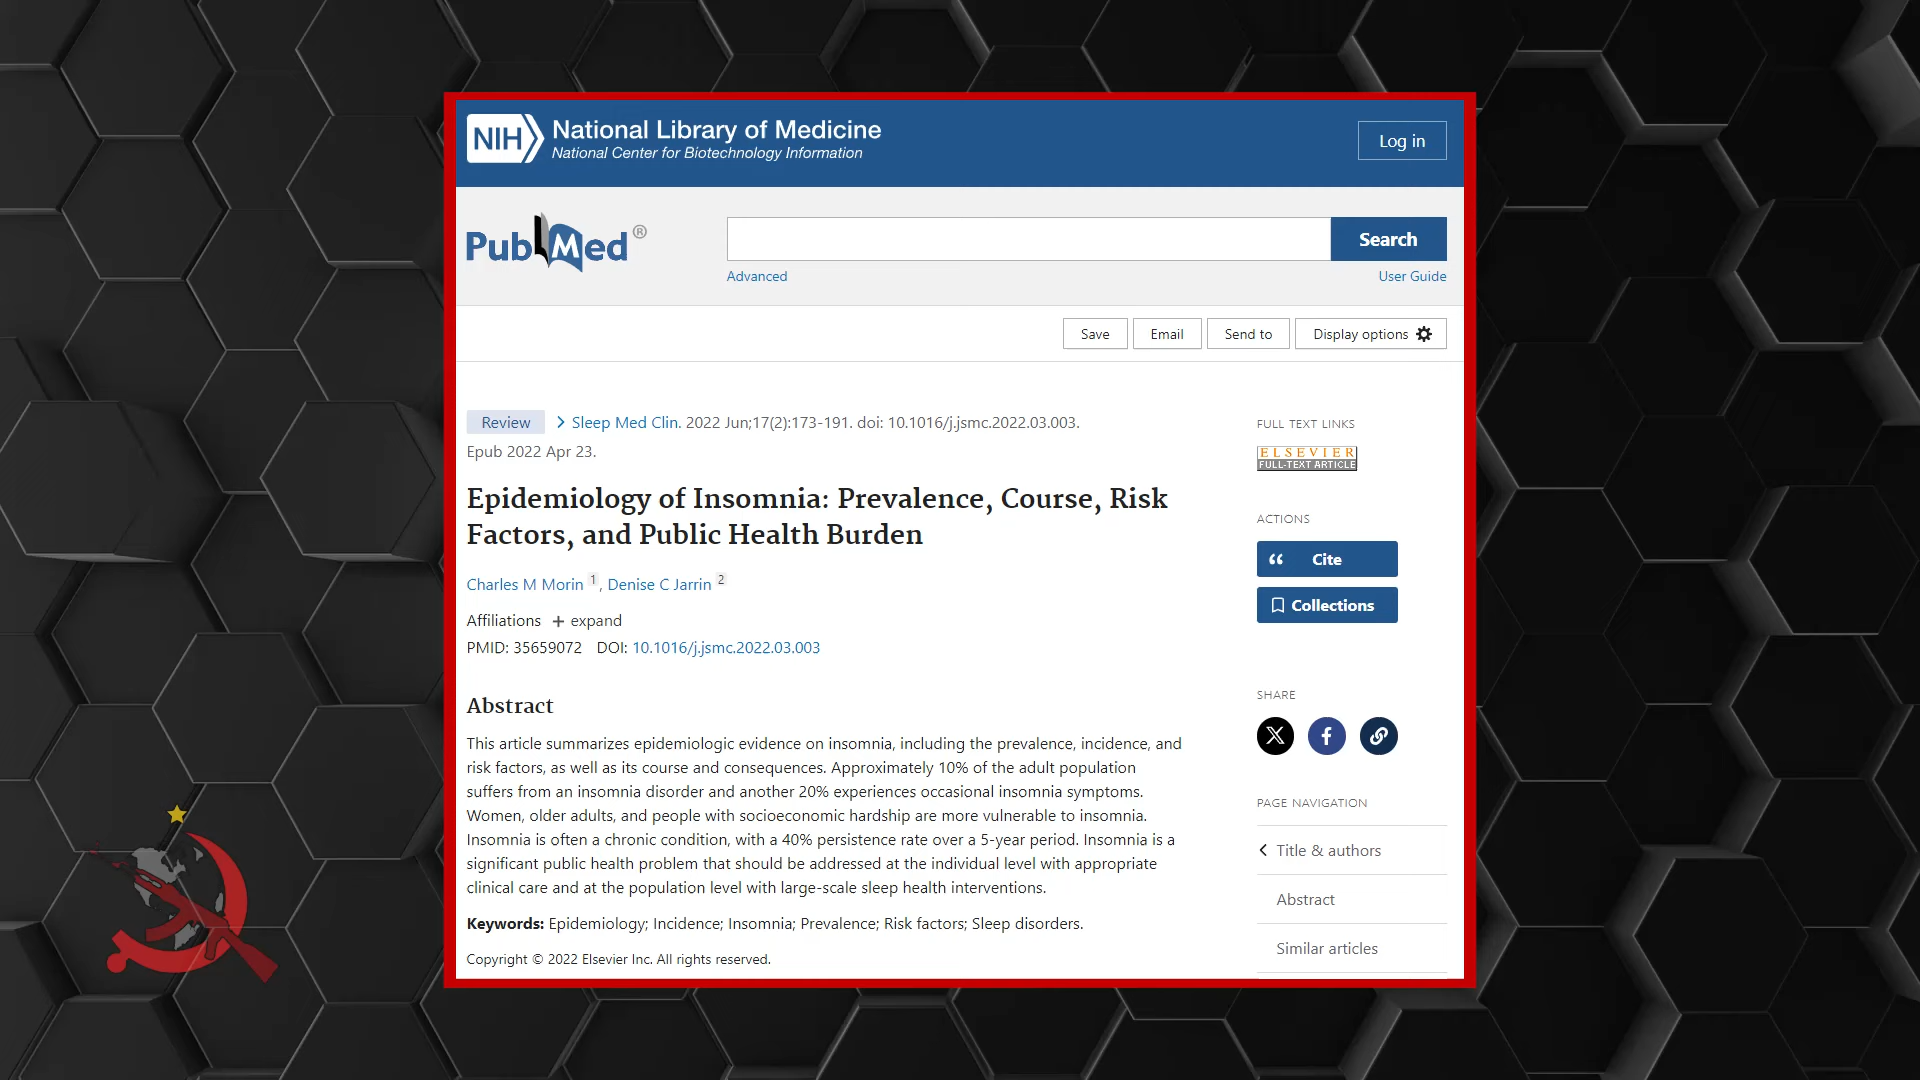 NIH National Library of Medicine
National Center for Biotechnology Information
Log in
PubMed®
Search
Advanced
User Guide
Save
Email
Send to
Display options
Review
Sleep Med Clin. 2022 Jun;17(2):173-191. doi: 10.1016/j.jsmc.2022.03.003.
Epub 2022 Apr 23.
Epidemiology of Insomnia: Prevalence, Course, Risk
Factors, and Public Health Burden
Charles M Morin 1, Denise C Jarrin 2
Affiliations + expand
PMID: 35659072 DOI: 10.1016/j.jsmc.2022.03.003
Abstract
This article summarizes epidemiologic evidence on insomnia, including the prevalence, incidence, and
risk factors, as well as its course and consequences. Approximately 10% of the adult population
suffers from an insomnia disorder and another 20% experiences occasional insomnia symptoms.
Women, older adults, and people with socioeconomic hardship are more vulnerable to insomnia.
Insomnia is often a chronic condition, with a 40% persistence rate over a 5-year period. Insomnia is a
significant public health problem that should be addressed at the individual level with appropriate
clinical care and at the population level with large-scale sleep health interventions.
Keywords: Epidemiology; Incidence; Insomnia; Prevalence; Risk factors; Sleep disorders.
Copyright © 2022 Elsevier Inc. All rights reserved.
FULL TEXT LINKS
ELSEVIER
FULL-TEXT ARTICLE
ACTIONS
Cite
Collections
SHARE
PAGE NAVIGATION
Title & authors
Abstract
Similar articles